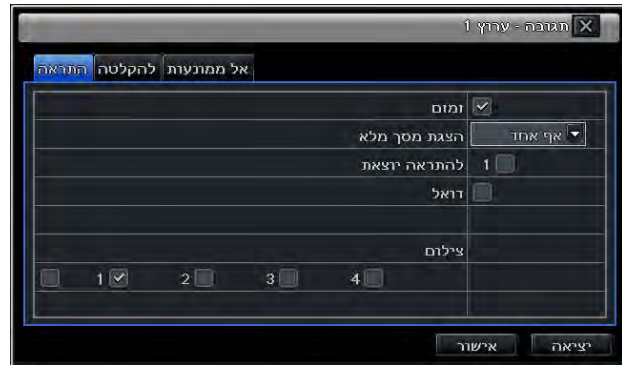 תגובה - ערוץ 1
התראה להקלטה אל ממונעות
זמזם
הצגת מסך מלא אף אחד
להתראה יוצאת 1
דואל
צילום
1 2 3 4
אישור יציאה